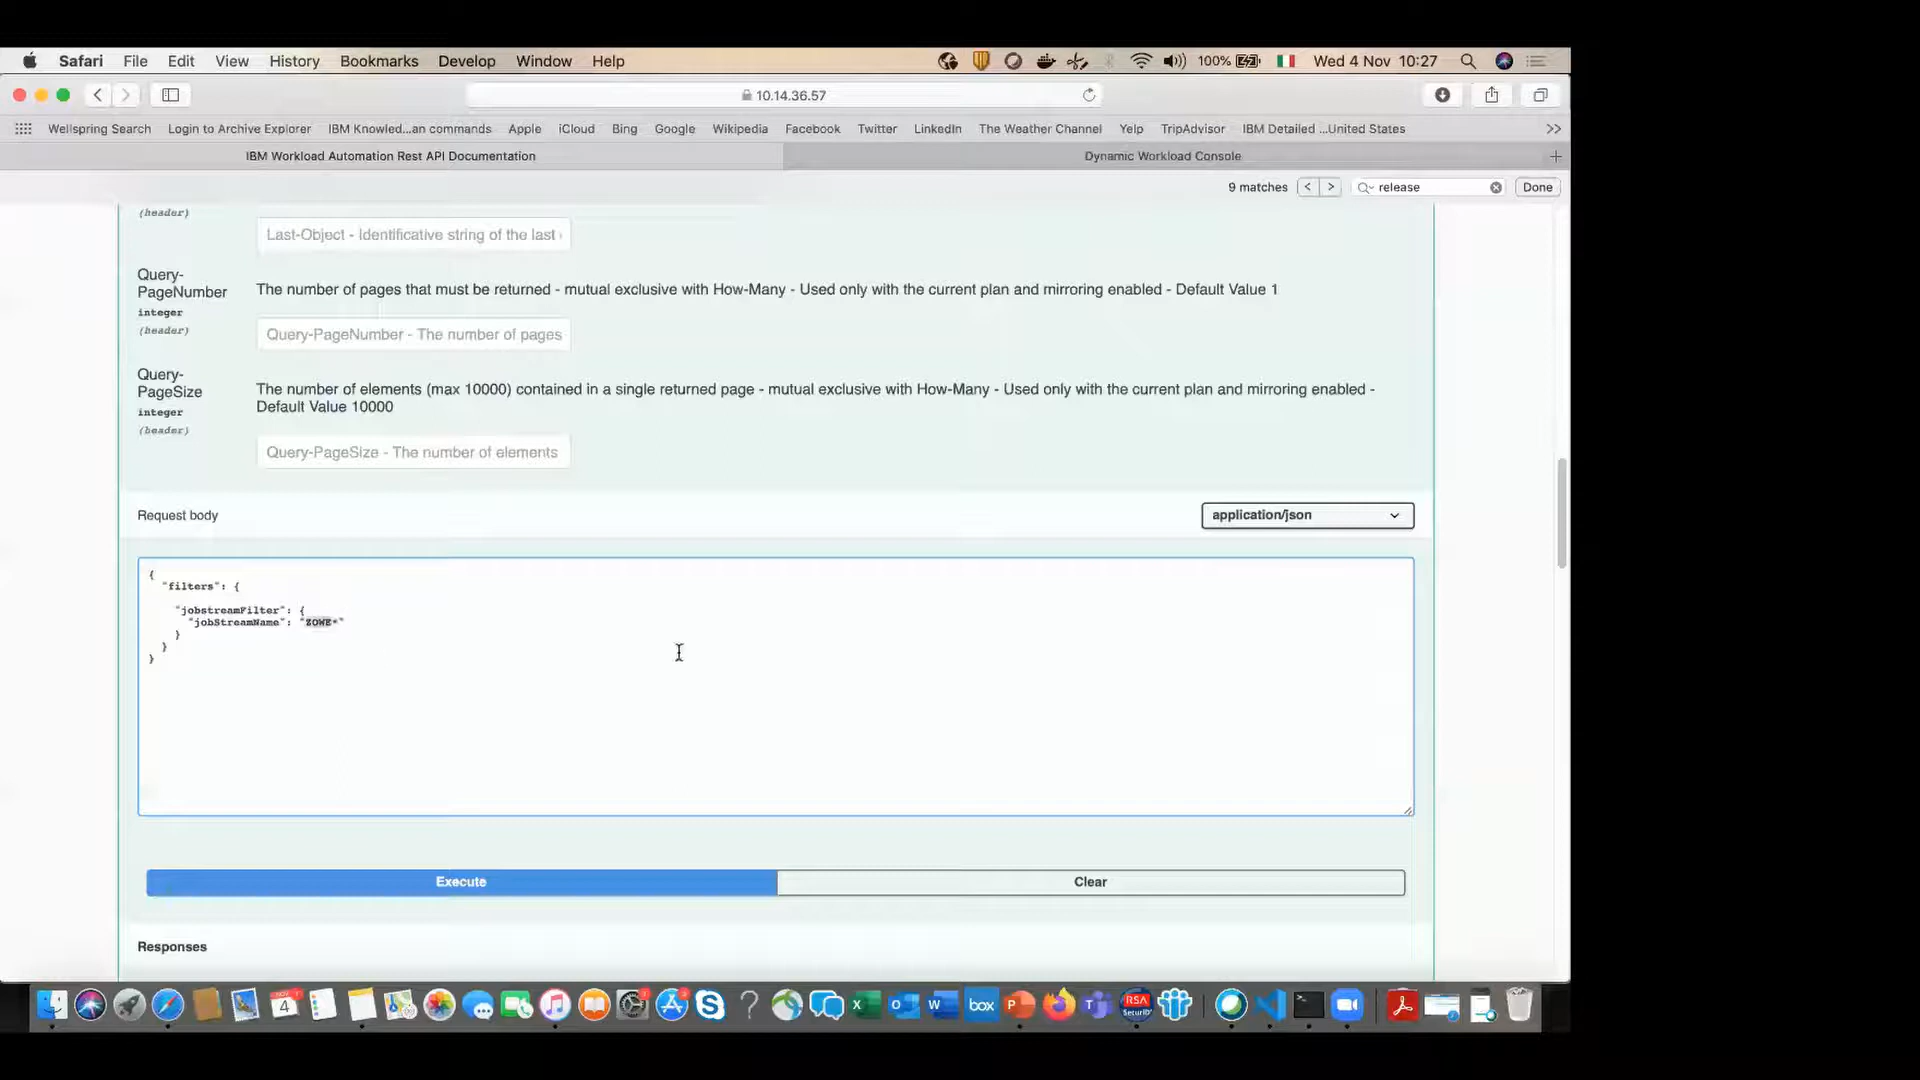 Safari File Edit View History Bookmarks Develop Window Help 100% Wed 4 Nov 10:27
10.14.36.57
Wellspring Search Login to Archive Explorer IBM Knowled...an commands Apple iCloud Bing Google Wikipedia Facebook Twitter LinkedIn The Weather Channel Yelp TripAdvisor IBM Detailed ...United States >>
IBM Workload Automation Rest API Documentation Dynamic Workload Console +
9 matches < > release Done
(header)
Last-Object - Identificative string of the last
Query-
PageNumber
integer
(header)
The number of pages that must be returned - mutual exclusive with How-Many - Used only with the current plan and mirroring enabled - Default Value 1
Query-PageNumber - The number of pages
Query-
PageSize
integer
(header)
The number of elements (max 10000) contained in a single returned page - mutual exclusive with How-Many - Used only with the current plan and mirroring enabled -
Default Value 10000
Query-PageSize - The number of elements
Request body application/json
{
"filters": {
"jobstreamFilter": {
"jobStreamName": "ZOWE*"
}
}
}
Execute Clear
Responses
NOV 4 box RSA SecurID